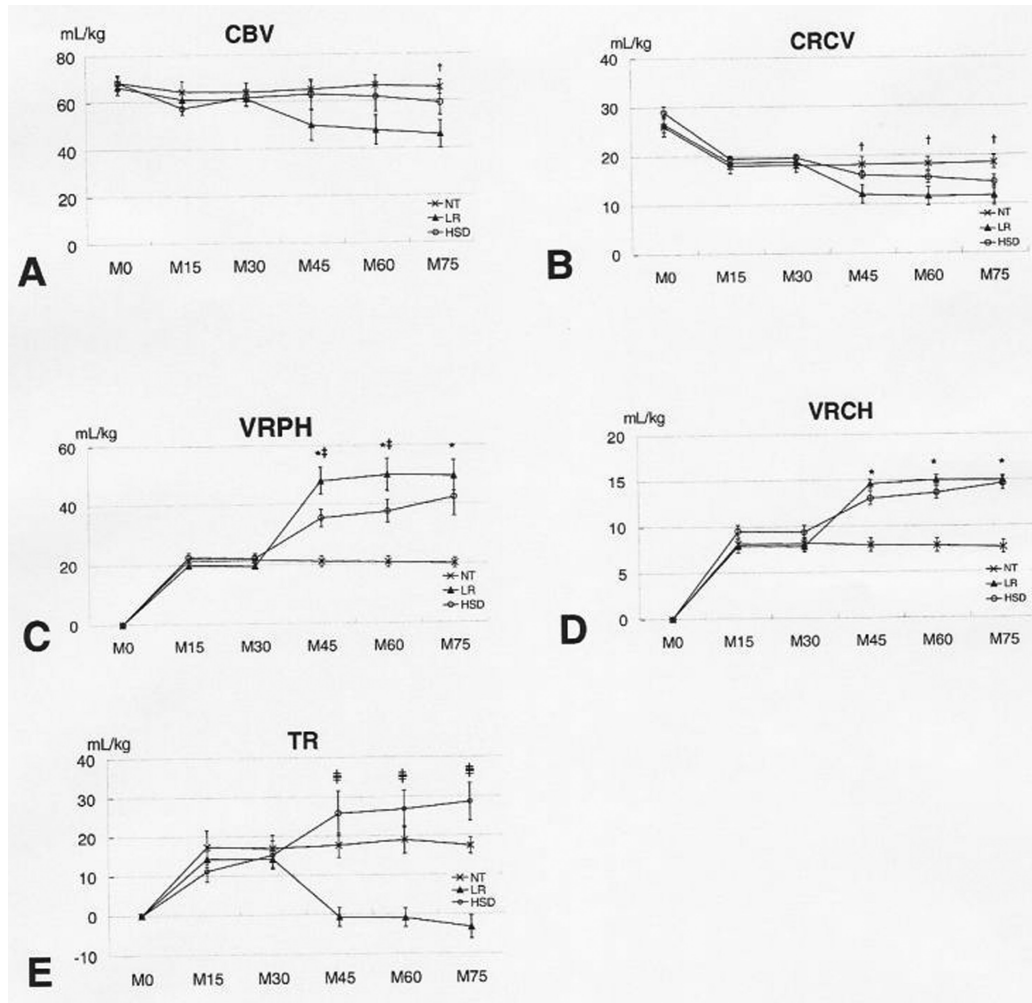 mL/kg
CBV
80
60
40
20
0
†
NT
LR
HSD
M0 M15 M30 M45 M60 M75
A
mL/kg
CRCV
40
30
20
10
0
† † †
NT
LR
HSD
M0 M15 M30 M45 M60 M75
B
mL/kg
VRPH
60
40
20
0
*‡ *‡ *
NT
LR
HSD
M0 M15 M30 M45 M60 M75
C
mL/kg
VRCH
20
15
10
5
0
* * *
NT
LR
HSD
M0 M15 M30 M45 M60 M75
D
mL/kg
TR
40
30
20
10
0
-10
NT
LR
HSD
M0 M15 M30 M45 M60 M75
E